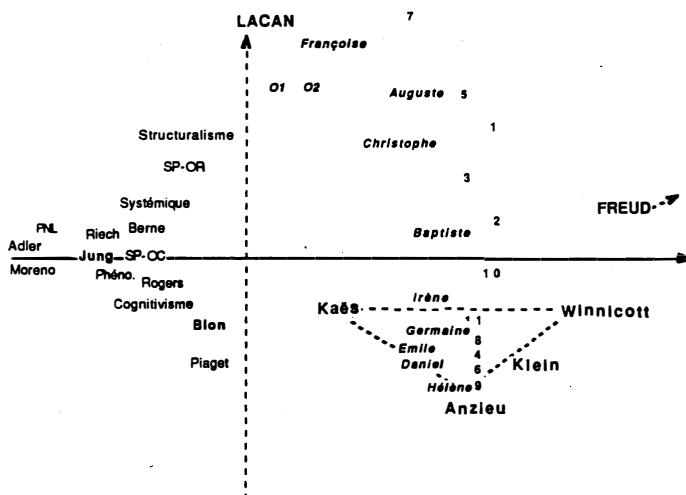 LACAN
7
Françoise
O1 O2
Auguste 5
1
Structuralisme
Christophe
SP-OR
3
Systémique
FREUD
PNL
Riech
Berne
2
Baptiste
Adler
Jung SP-OC
Moreno
Phéno.
Rogers
10
Cognitivisme
Irène
Kaës
Winnicott
Bion
Germaine 11
8
Emile
4
Piaget
Daniel
6
Klein
Hélène 9
Anzieu